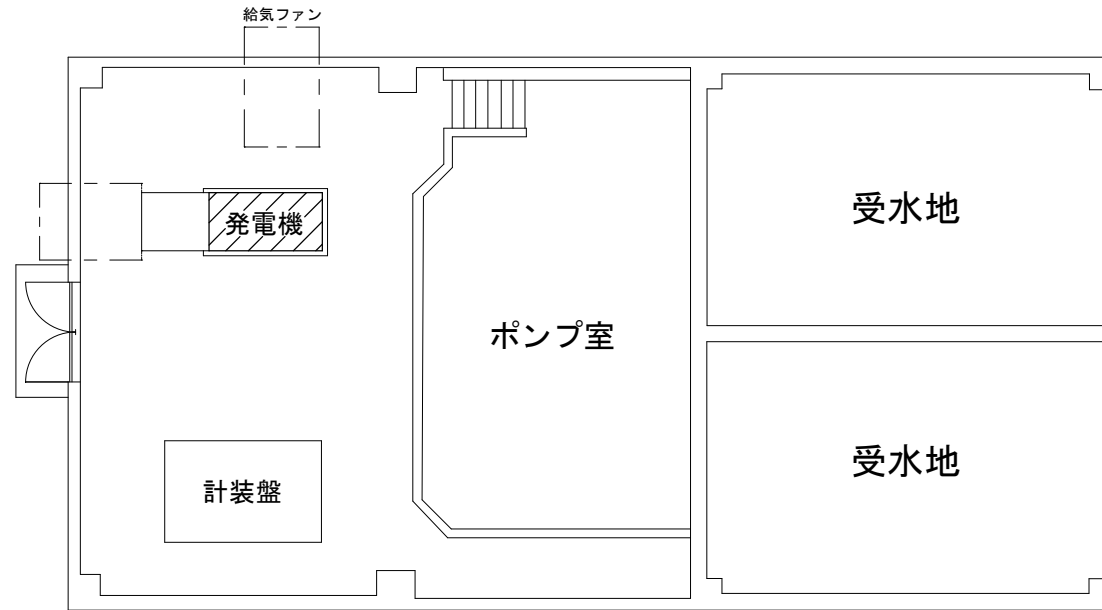 給気ファン
発電機
受水地
ポンプ室
受水地
計装盤